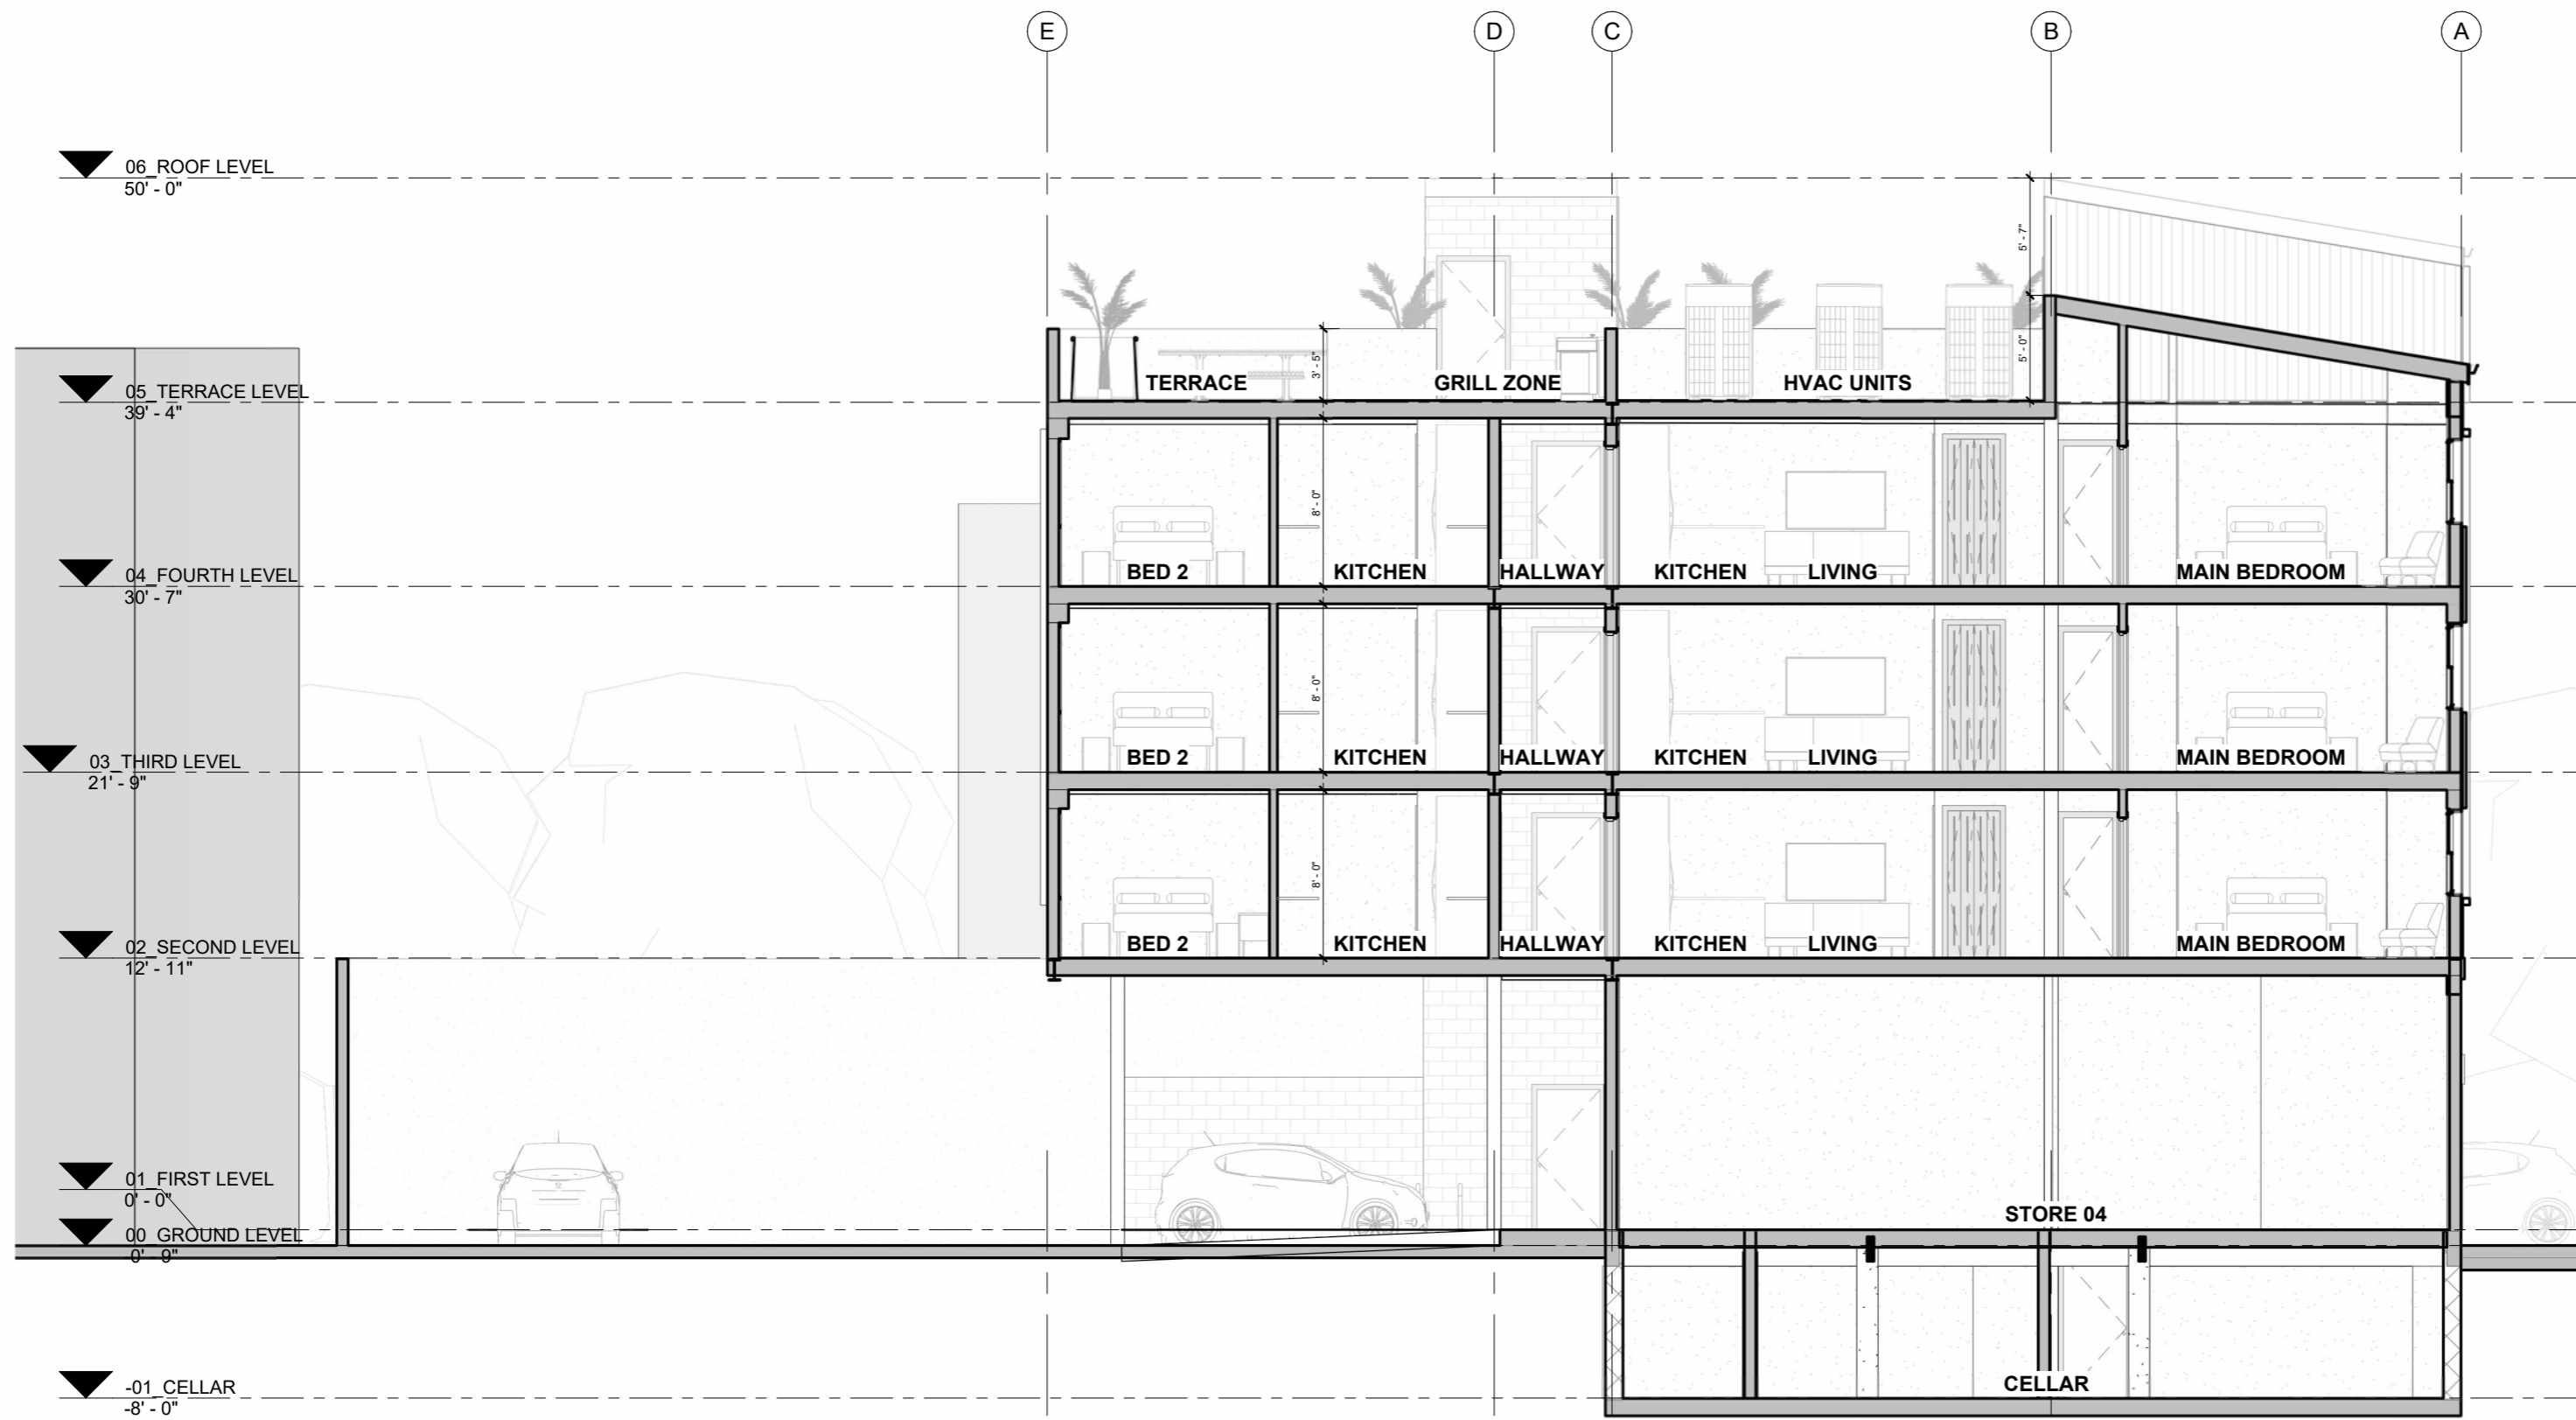 E
D
C
B
A
06_ROOF LEVEL
50' - 0"
5' - 7"
5' - 0"
3' - 5"
05_TERRACE LEVEL
39' - 4"
TERRACE
GRILL ZONE
HVAC UNITS
8' - 0"
04_FOURTH LEVEL
30' - 7"
BED 2
KITCHEN
HALLWAY
KITCHEN
LIVING
MAIN BEDROOM
8' - 0"
03_THIRD LEVEL
21' - 9"
BED 2
KITCHEN
HALLWAY
KITCHEN
LIVING
MAIN BEDROOM
8' - 0"
02_SECOND LEVEL
12' - 11"
BED 2
KITCHEN
HALLWAY
KITCHEN
LIVING
MAIN BEDROOM
01_FIRST LEVEL
0' - 0"
STORE 04
00_GROUND LEVEL
-0' - 9"
-01_CELLAR
-8' - 0"
CELLAR